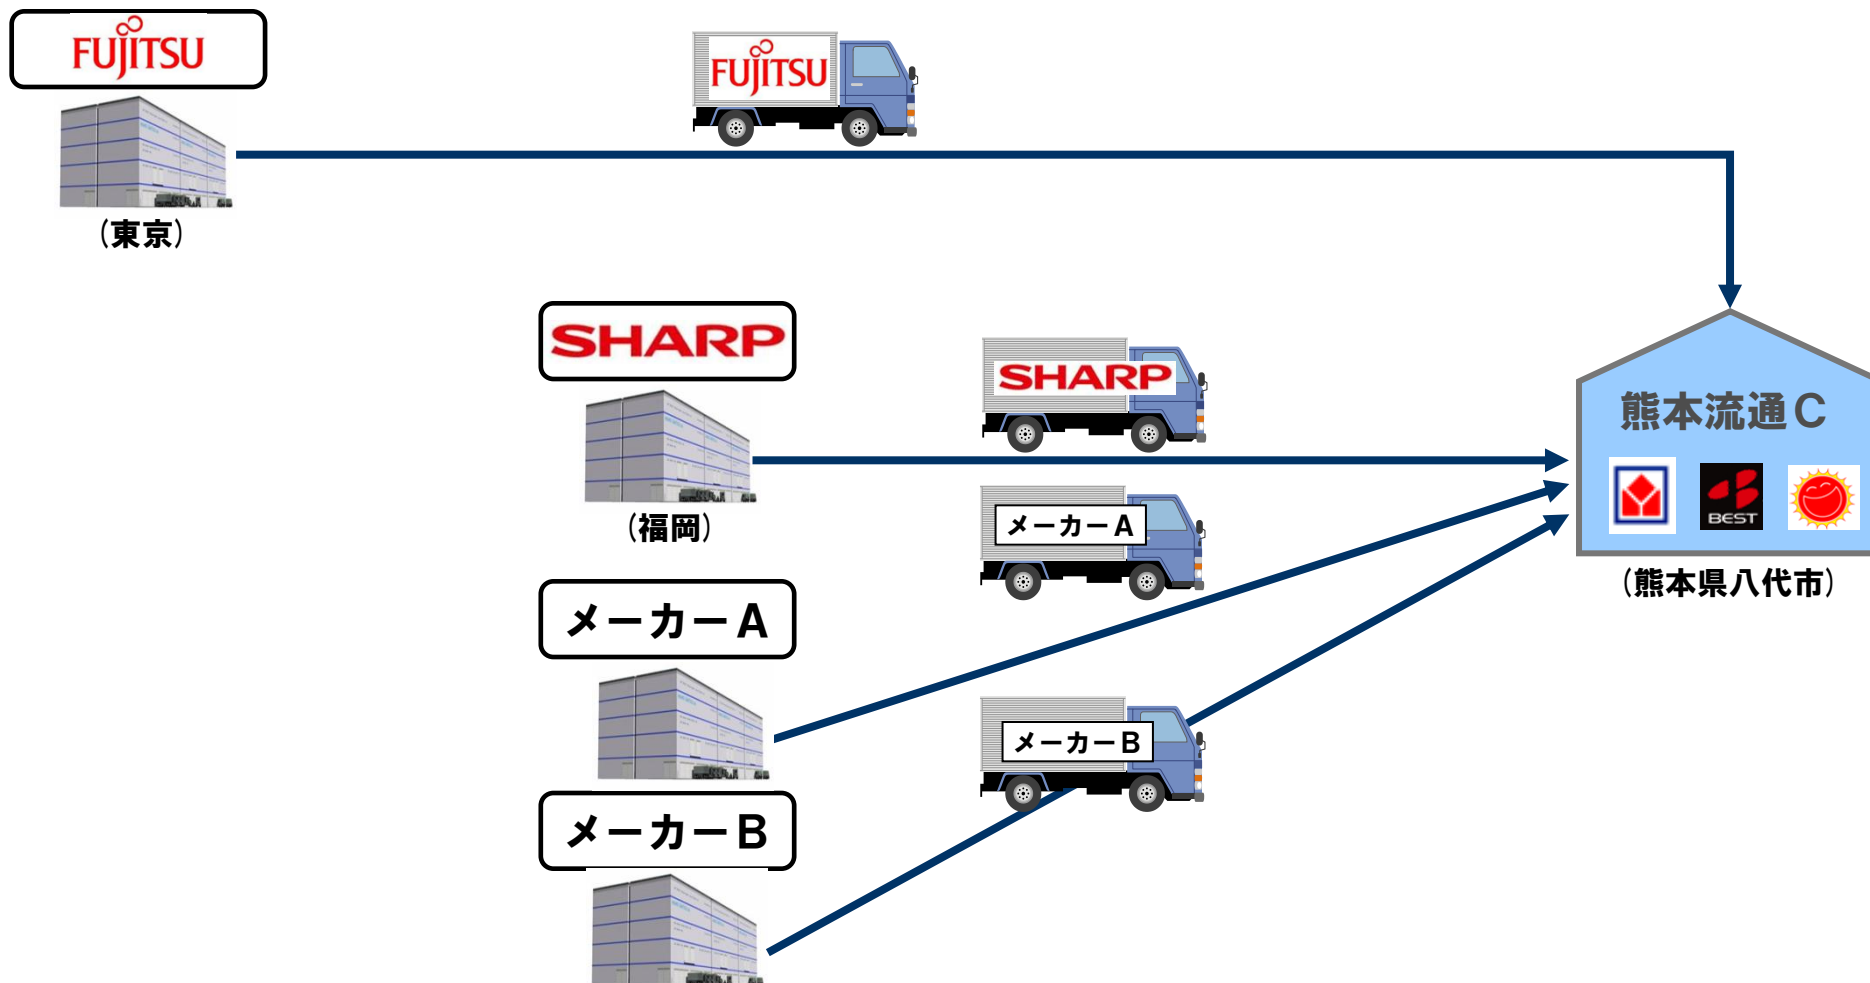 FUJITSU
FUJITSU
(東京)
SHARP
SHARP
(福岡)
熊本流通C
BEST
(熊本県八代市)
メーカーA
メーカーA
メーカーB
メーカーB